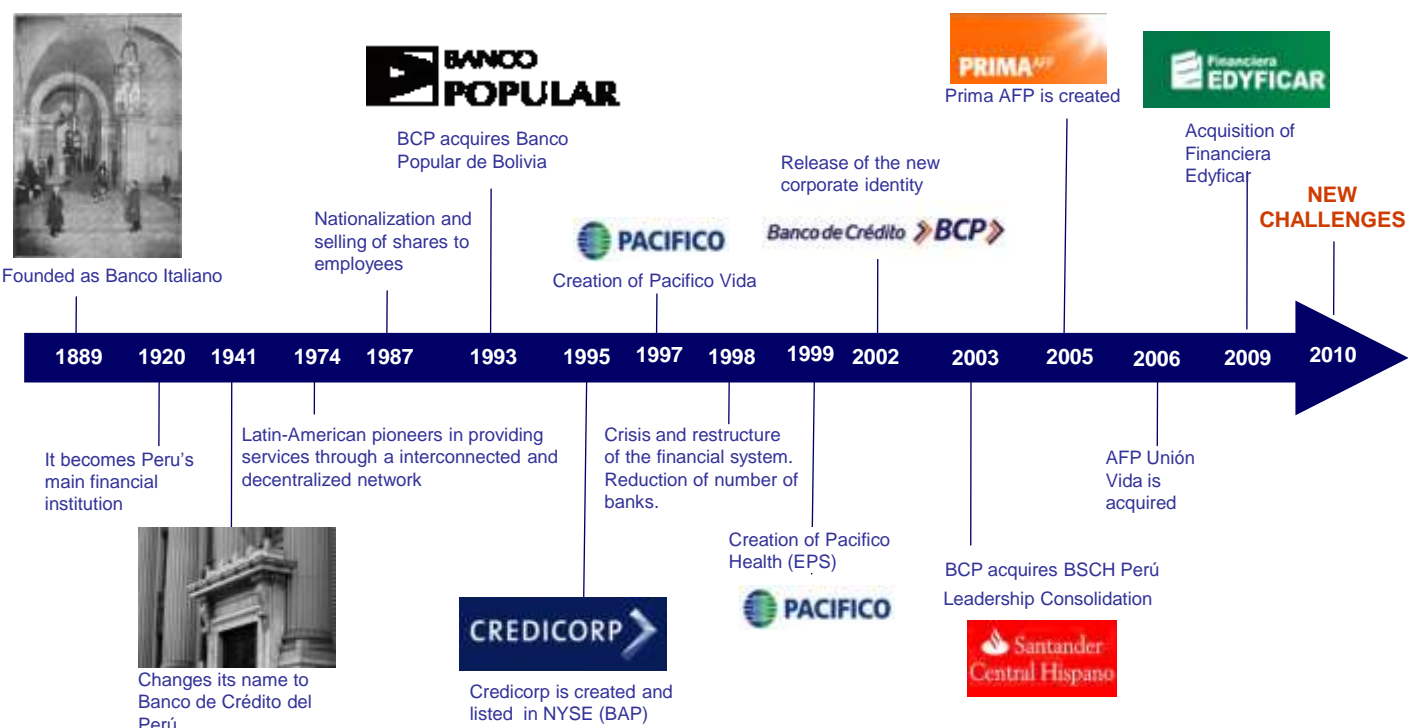 BANCO
POPULAR
PRIMA AFP
Prima AFP is created
Financiera
EDYFICAR
BCP acquires Banco
Popular de Bolivia
Acquisition of
Financiera
Edyficar
Release of the new
corporate identity
NEW
CHALLENGES
Nationalization and
selling of shares to
employees
PACIFICO
Creation of Pacifico Vida
Banco de Crédito BCP
Founded as Banco Italiano
1889 1920 1941 1974 1987 1993 1995 1997 1998 1999 2002 2003 2005 2006 2009 2010
It becomes Peru's
main financial
institution
Latin-American pioneers in providing
services through a interconnected and
decentralized network
Crisis and restructure
of the financial system.
Reduction of number of
banks.
AFP Unión
Vida is
acquired
Creation of Pacifico
Health (EPS)
PACIFICO
BCP acquires BSCH Perú
Leadership Consolidation
Santander
Central Hispano
CREDICORP
Changes its name to
Banco de Crédito del
Perú
Credicorp is created and
listed in NYSE (BAP)